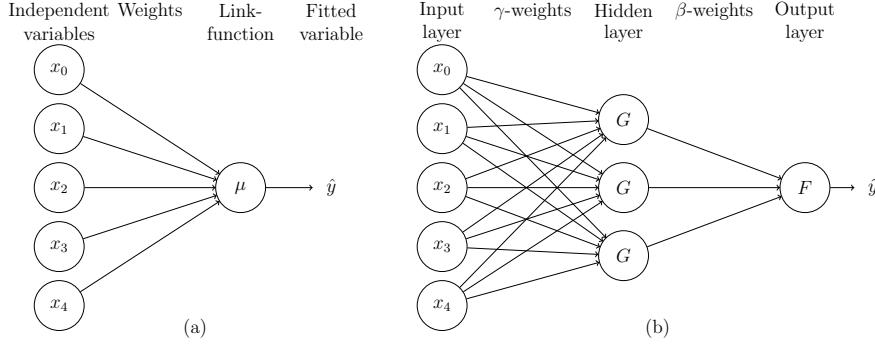 Independent variables
Weights
Link-function
Fitted variable
x₀
x₁
x₂
x₃
x₄
μ
ŷ
(a)
Input layer
γ-weights
Hidden layer
β-weights
Output layer
x₀
x₁
x₂
x₃
x₄
G
G
G
F
ŷ
(b)